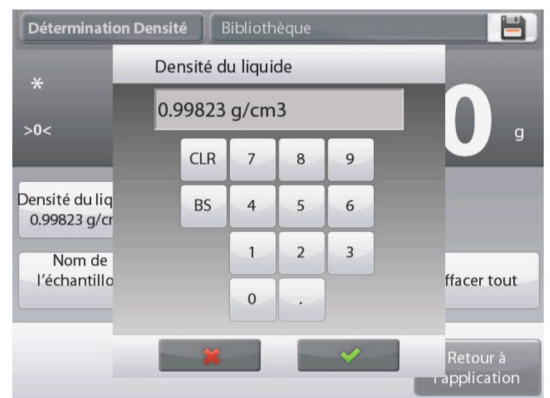 Détermination Densité Bibliothèque
Densité du liquide
*
0.99823 g/cm3
>0<
0 g
CLR 7 8 9
BS 4 5 6
1 2 3
0 .
Densité du liq
0.99823 g/cr
Nom de
l'échantillo
ffacer tout
Retour à
l'application